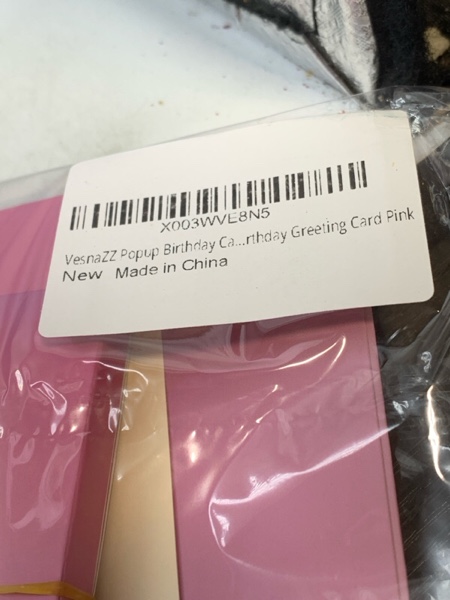 X003WVE8N5
VesnaZZ Popup Birthday Ca...rthday Greeting Card Pink
New Made in China